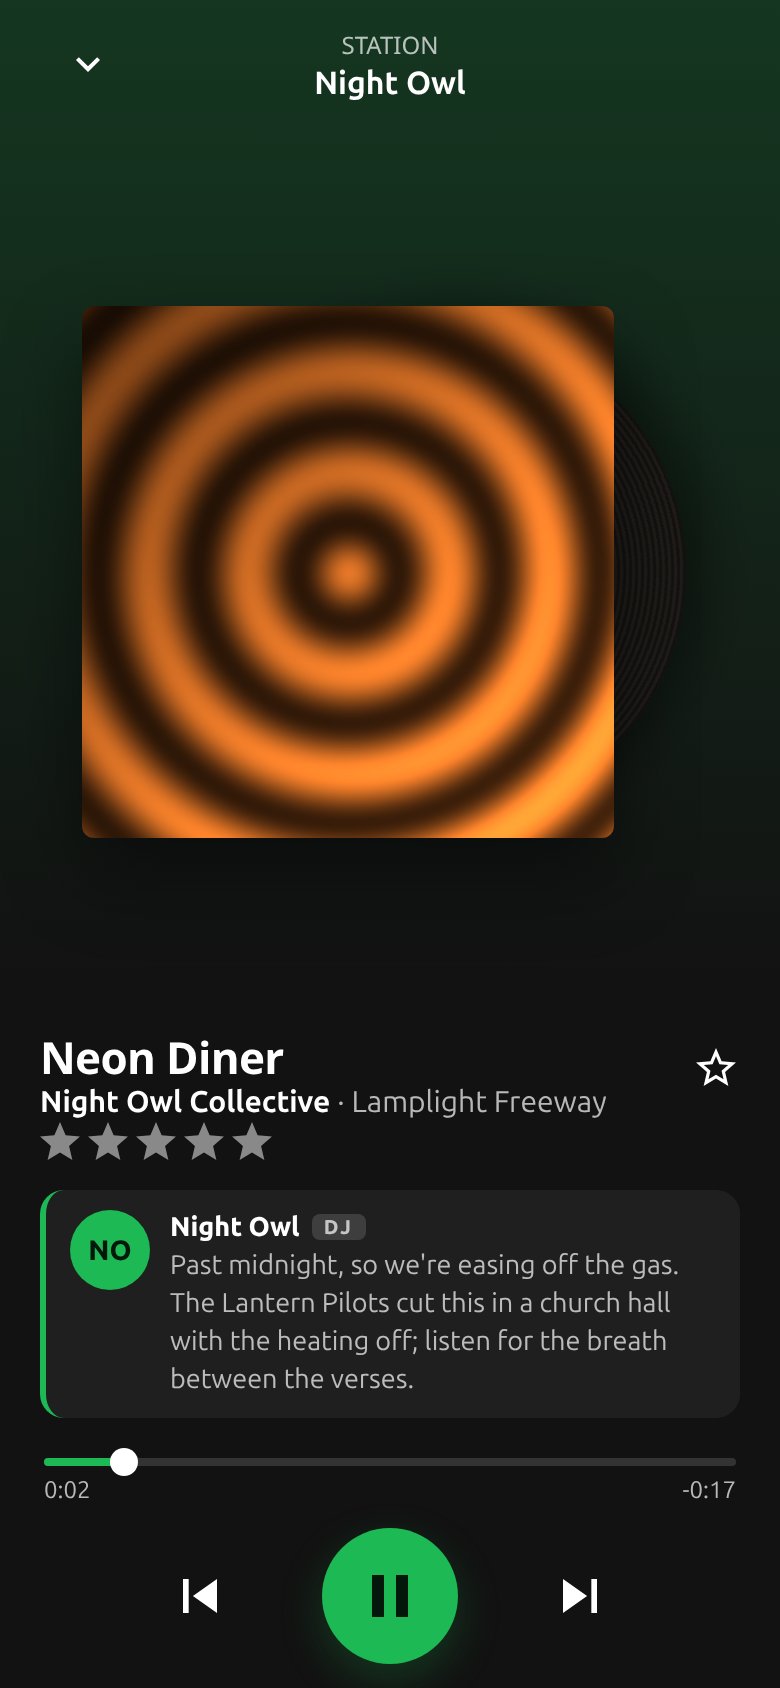 STATION
Night Owl
Neon Diner
Night Owl Collective · Lamplight Freeway
NO
Night Owl DJ
Past midnight, so we're easing off the gas.
The Lantern Pilots cut this in a church hall
with the heating off; listen for the breath
between the verses.
0:02
-0:17